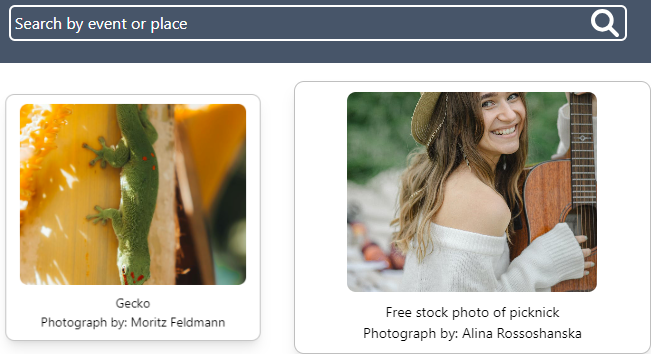 Search by event or place
Gecko
Photograph by: Moritz Feldmann
Free stock photo of picknick
Photograph by: Alina Rossoshanska